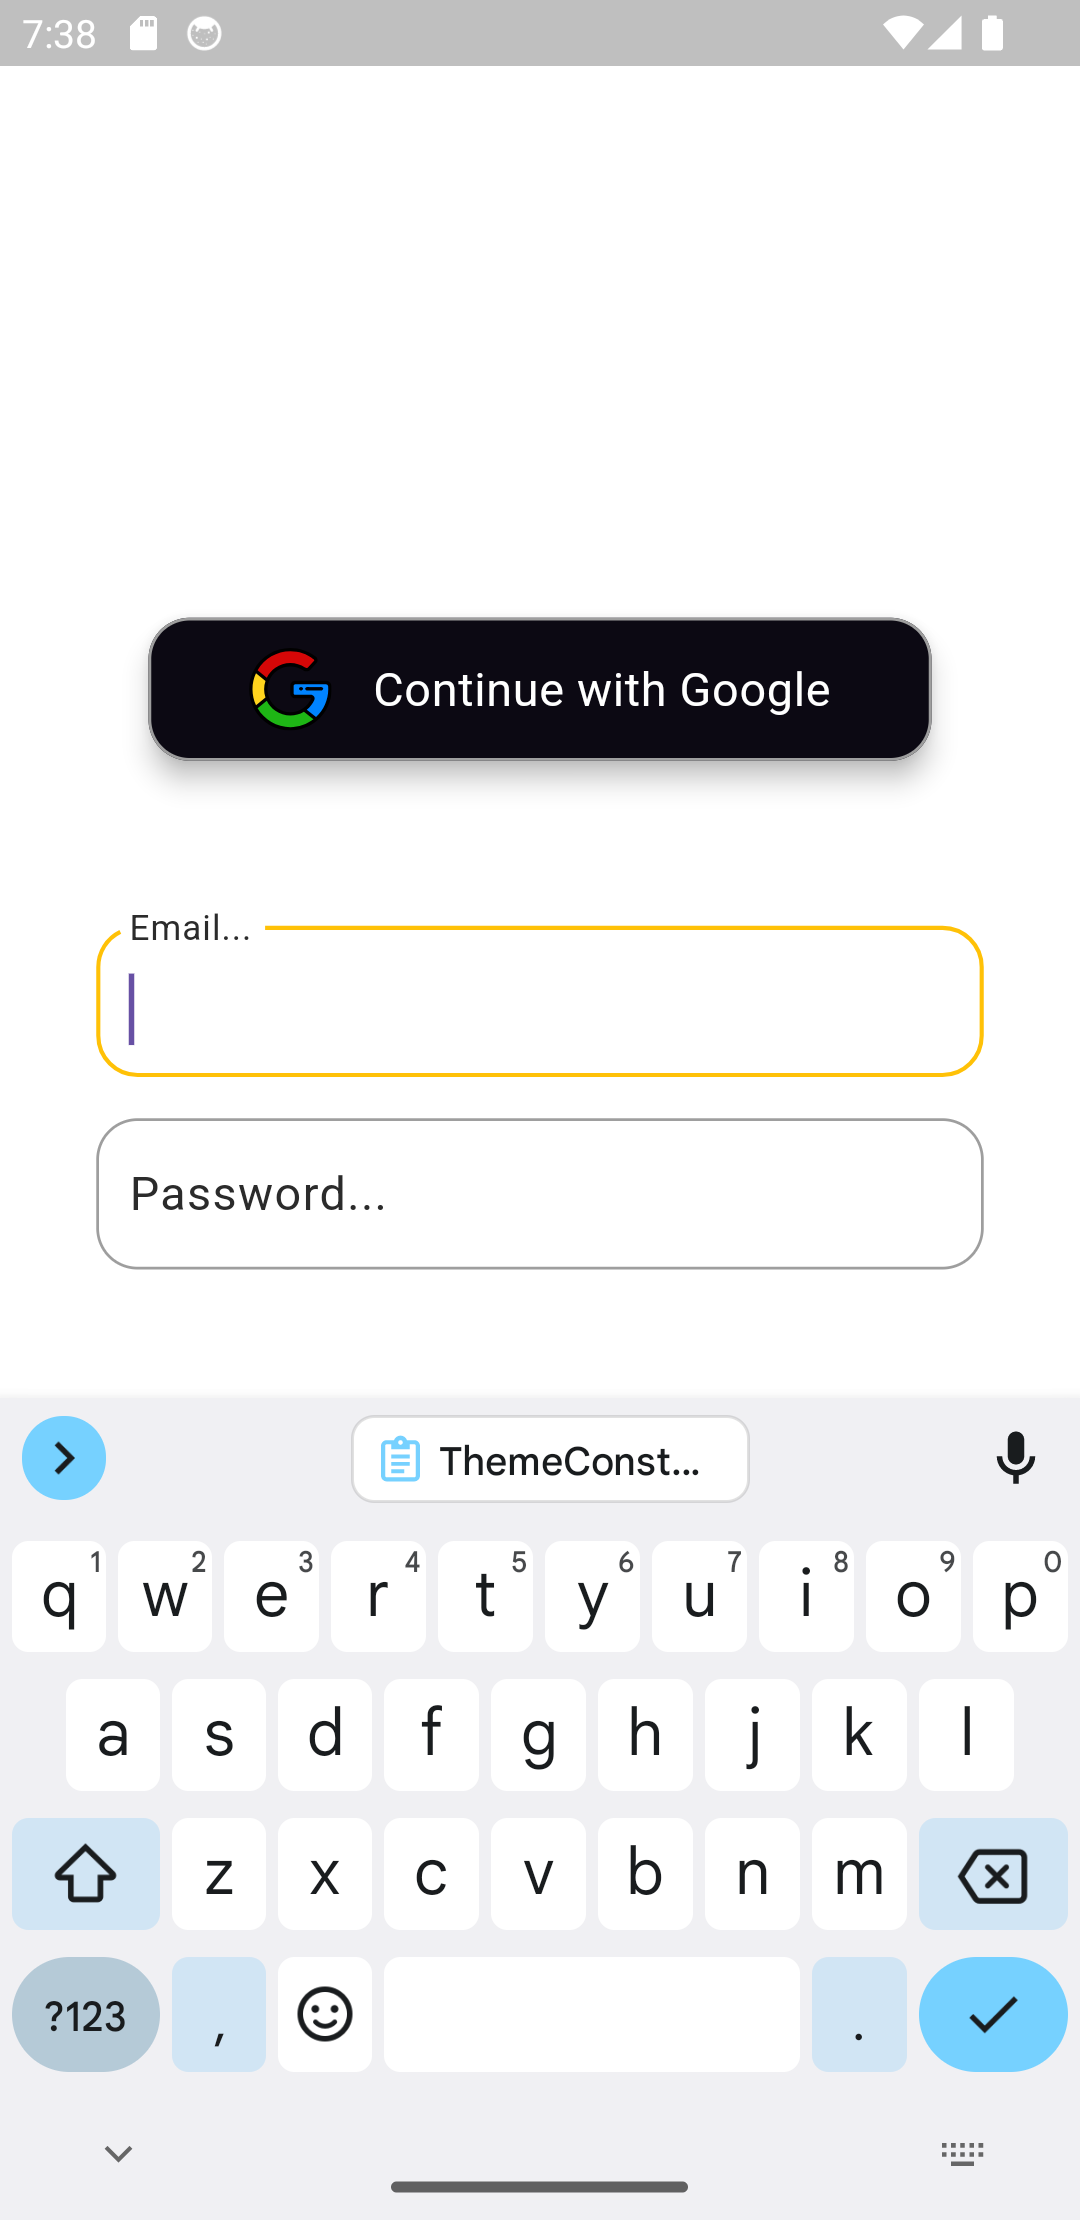 7:38
Continue with Google
Email...
Password...
ThemeConst...
q 1 w 2 e 3 r 4 t 5 y 6 u 7 i 8 o 9 p 0
a s d f g h j k l
z x c v b n m
?123 , .